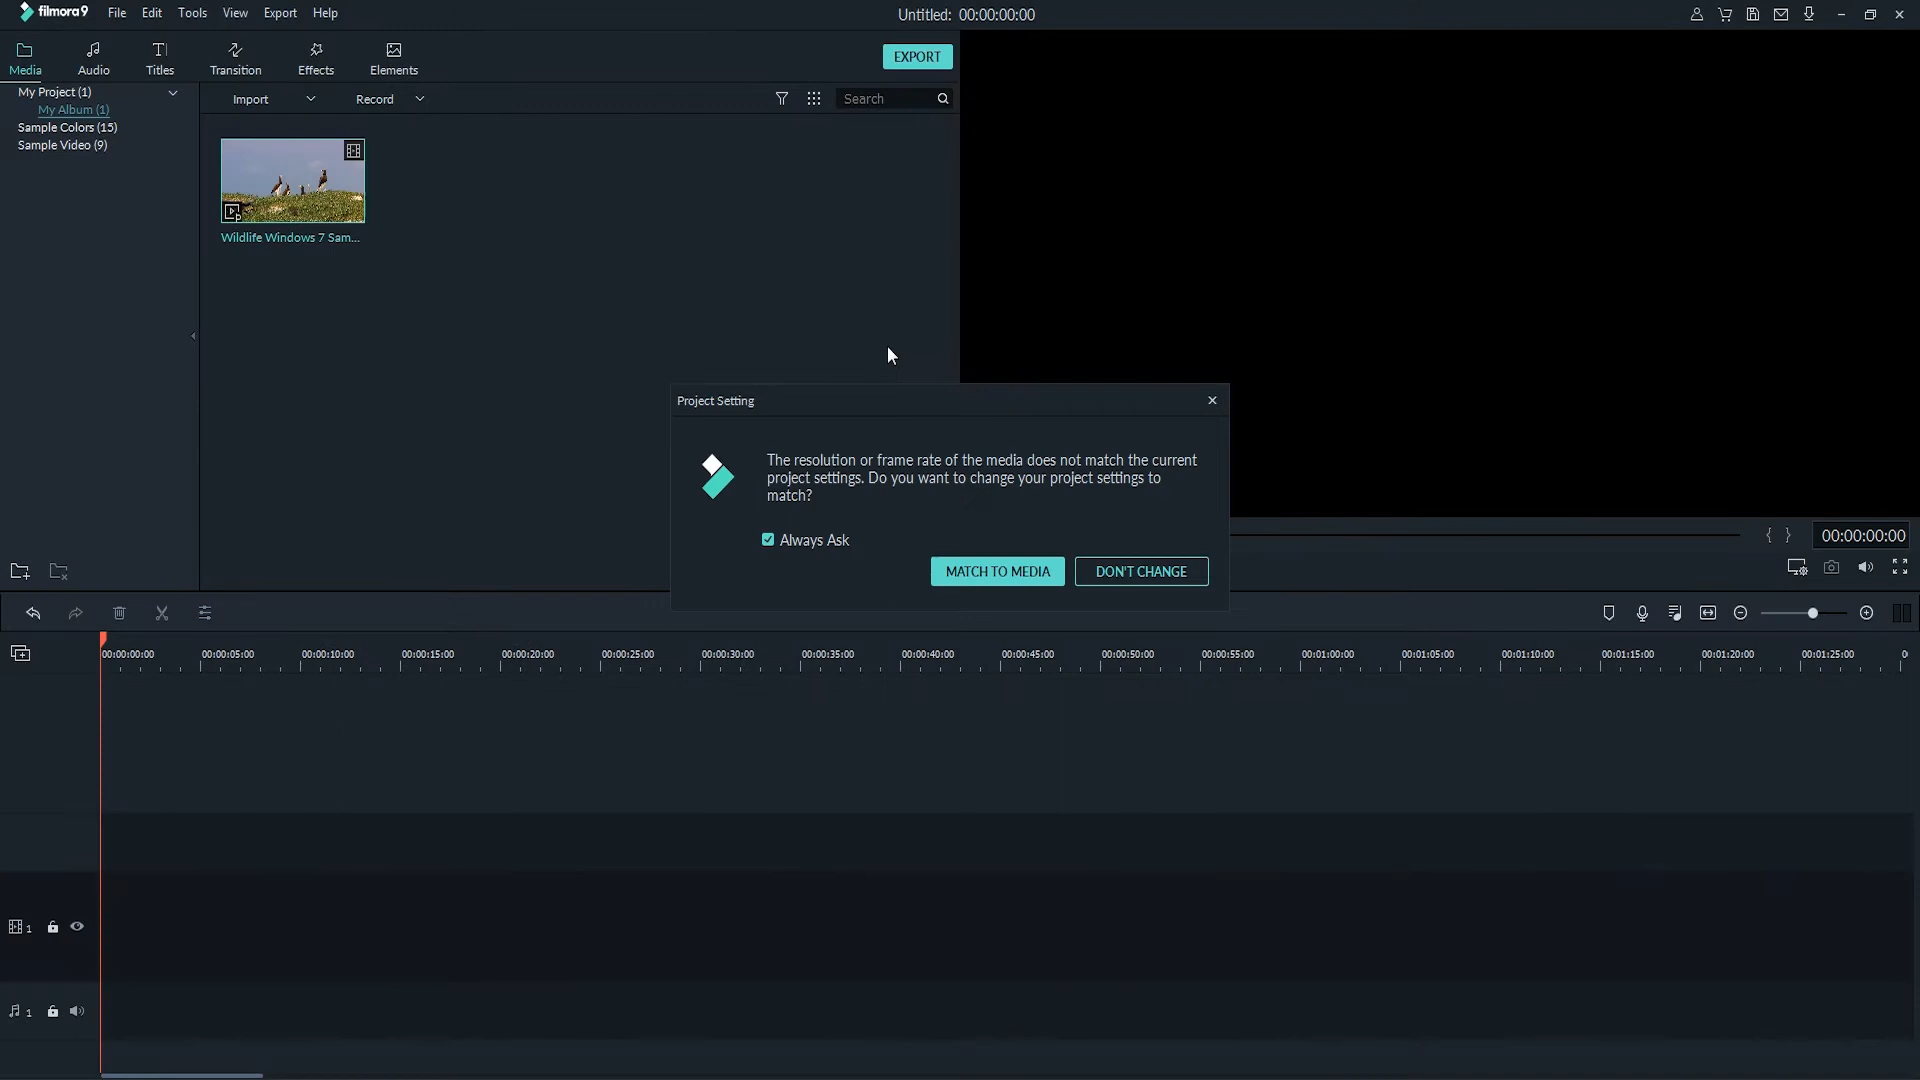 filmora9 File Edit Tools View Export Help Untitled: 00:00:00:00
Media Audio Titles Transition Effects Elements EXPORT
My Project (1)
My Album (1)
Sample Colors (15)
Sample Video (9)
Import Record Search
Wildlife Windows 7 Sam...
Project Setting
The resolution or frame rate of the media does not match the current
project settings. Do you want to change your project settings to
match?
Always Ask
MATCH TO MEDIA DON'T CHANGE
{ } 00:00:00:00
00:00:00:00 00:00:05:00 00:00:10:00 00:00:15:00 00:00:20:00 00:00:25:00 00:00:30:00 00:00:35:00 00:00:40:00 00:00:45:00 00:00:50:00 00:00:55:00 00:01:00:00 00:01:05:00 00:01:10:00 00:01:15:00 00:01:20:00 00:01:25:00 0
1
1